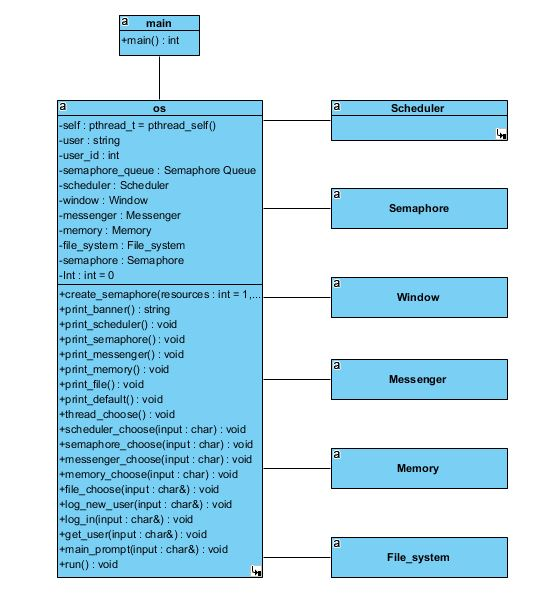 a
main
+main() : int
a
os
-self : pthread_t = pthread_self()
-user : string
-user_id : int
-semaphore_queue : Semaphore Queue
-scheduler : Scheduler
-window : Window
-messenger : Messenger
-memory : Memory
-file_system : File_system
-semaphore : Semaphore
-Int : int = 0
+create_semaphore(resources : int = 1,...
+print_banner() : string
+print_scheduler() : void
+print_semaphore() : void
+print_messenger() : void
+print_memory() : void
+print_file() : void
+print_default() : void
+thread_choose() : void
+scheduler_choose(input : char) : void
+semaphore_choose(input : char) : void
+messenger_choose(input : char) : void
+memory_choose(input : char) : void
+file_choose(input : char&) : void
+log_new_user(input : char&) : void
+log_in(input : char&) : void
+get_user(input : char&) : void
+main_prompt(input : char&) : void
+run() : void
a
Scheduler
a
Semaphore
a
Window
a
Messenger
a
Memory
a
File_system